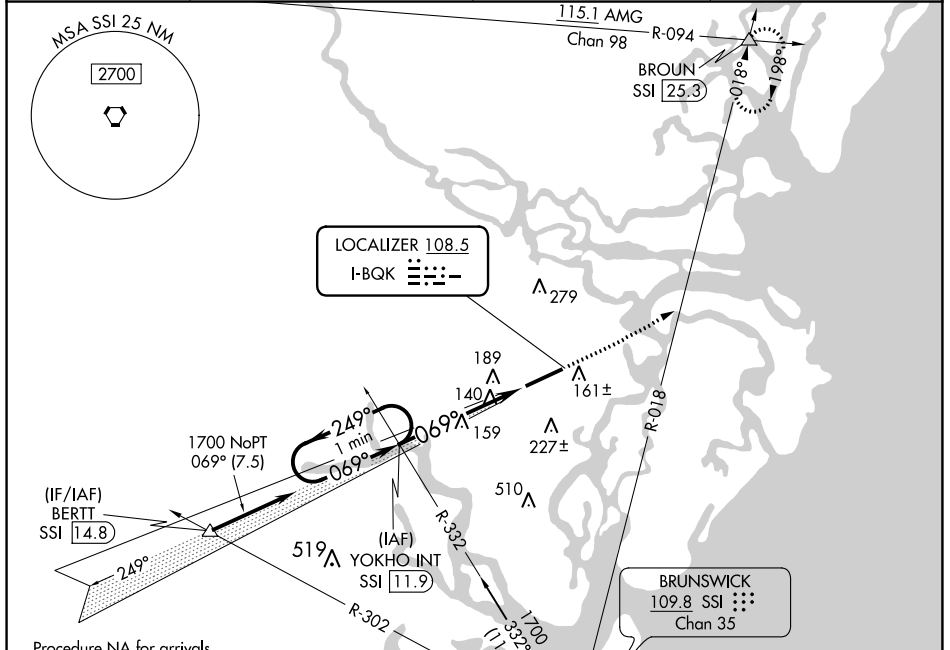 MSA SSI 25 NM
2700
115.1 AMG
Chan 98
R-094
BROUN
SSI 25.3
018°
198°
LOCALIZER 108.5
I-BQK
279
189
140
161±
159
227±
510
249°
1 min
069°
069°
1700 NoPT
069° (7.5)
(IF/IAF)
BERTT
SSI 14.8
249°
519
(IAF)
YOKHO INT
SSI 11.9
R-332
R-302
R-018
1700
332°
(11
BRUNSWICK
109.8 SSI
Chan 35
Procedure NA for arrivals